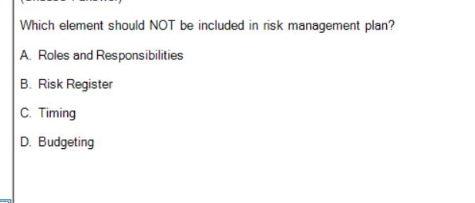 Which element should NOT be included in risk management plan?
A. Roles and Responsibilities
B. Risk Register
C. Timing
D. Budgeting